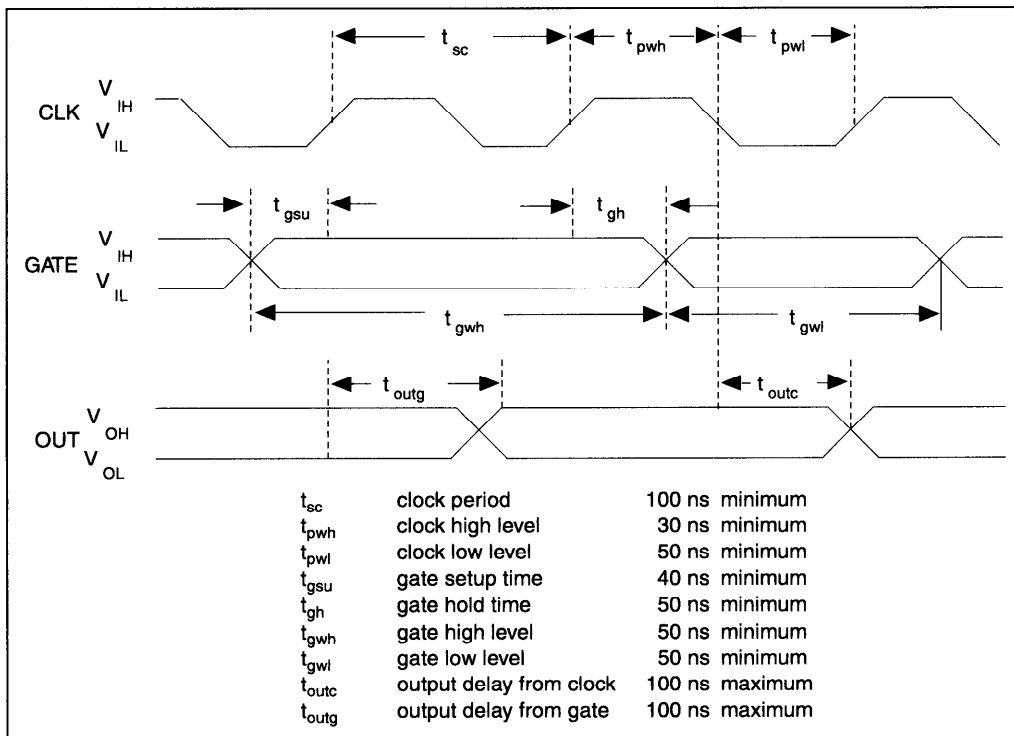 t sc t pwh t pwl
CLK V IH
V IL
t gsu t gh
GATE V IH
V IL
t gwh t gwl
t outg t outc
OUT V OH
V OL
t sc clock period 100 ns minimum
t pwh clock high level 30 ns minimum
t pwl clock low level 50 ns minimum
t gsu gate setup time 40 ns minimum
t gh gate hold time 50 ns minimum
t gwh gate high level 50 ns minimum
t gwl gate low level 50 ns minimum
t outc output delay from clock 100 ns maximum
t outg output delay from gate 100 ns maximum